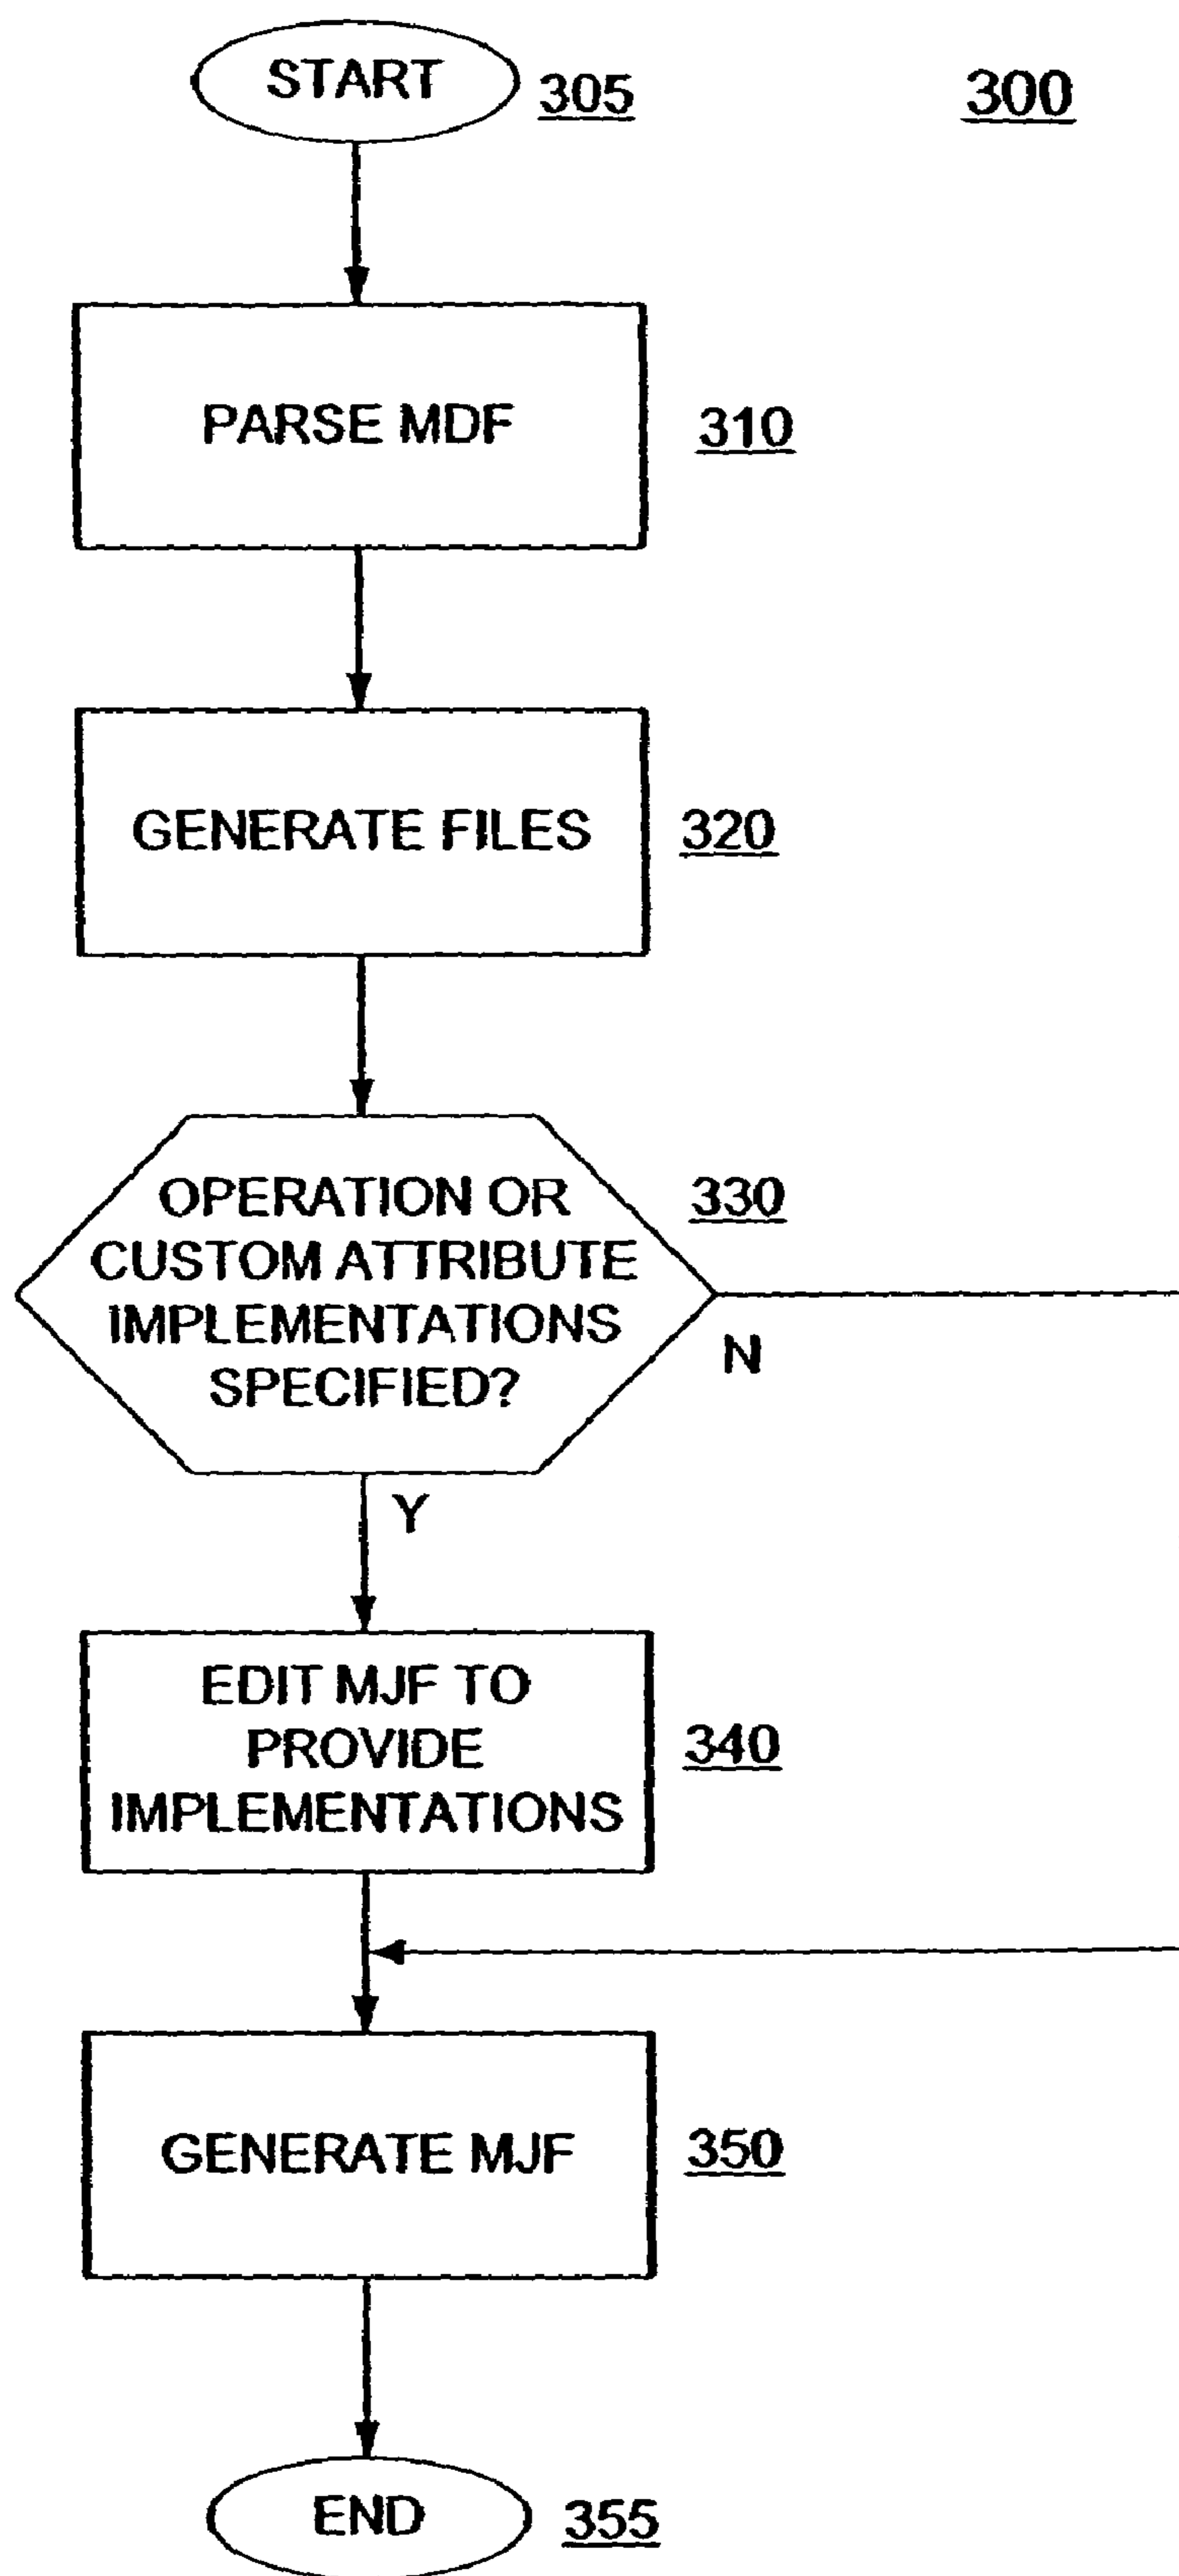 START
305
300
PARSE MDF
310
GENERATE FILES
320
OPERATION OR
CUSTOM ATTRIBUTE
IMPLEMENTATIONS
SPECIFIED?
330
N
Y
EDIT MJF TO
PROVIDE
IMPLEMENTATIONS
340
GENERATE MJF
350
END
355